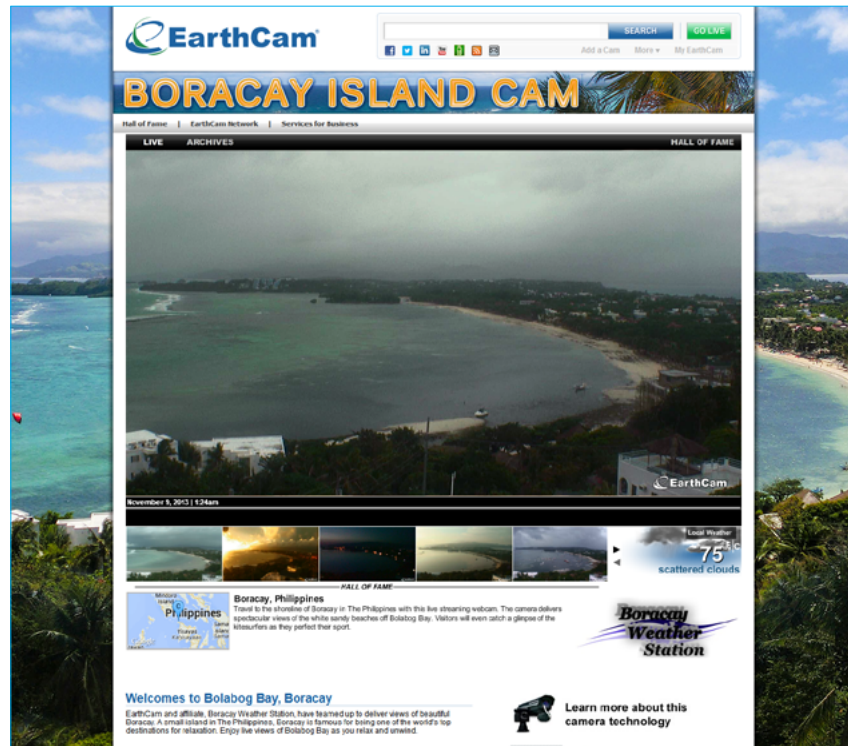 EarthCam
SEARCH
GO LIVE
Add a Cam More My EarthCam
BORACAY ISLAND CAM
Hall of Fame | EarthCam Network | Services for Business
LIVE ARCHIVES HALL OF FAME
EarthCam
November 9, 2013 |
Local Weather
75
scattered clouds
HALL OF FAME
Philippines
Boracay, Philippines
Travel to the shoreline of Boracay in The Philippines with this live streaming webcam. The camera delivers
spectacular views of the white sandy beaches off Bolabog Bay. Visitors will even catch a glimpse of the
kitesurfers as they perfect their sport.
Boracay
Weather
Station
Welcomes to Bolabog Bay, Boracay
EarthCam and affiliate, Boracay Weather Station, have teamed up to deliver views of beautiful
Boracay. A small island in The Philippines, Boracay is famous for being one of the world's top
destinations for relaxation. Enjoy live views of Bolabog Bay as you relax and unwind.
Learn more about this
camera technology